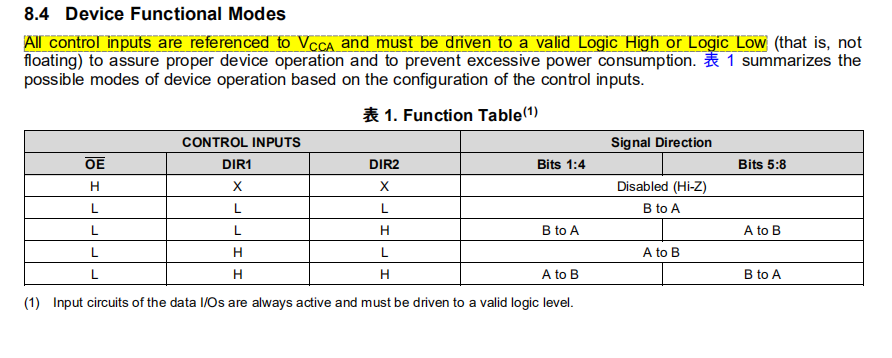 8.4 Device Functional Modes
All control inputs are referenced to VCCA and must be driven to a valid Logic High or Logic Low (that is, not
floating) to assure proper device operation and to prevent excessive power consumption. 表 1 summarizes the
possible modes of device operation based on the configuration of the control inputs.
表 1. Function Table(1)
CONTROL INPUTS Signal Direction
O̅E̅ DIR1 DIR2 Bits 1:4 Bits 5:8
H X X Disabled (Hi-Z)
L L L B to A
L L H B to A A to B
L H L A to B
L H H A to B B to A
(1) Input circuits of the data I/Os are always active and must be driven to a valid logic level.